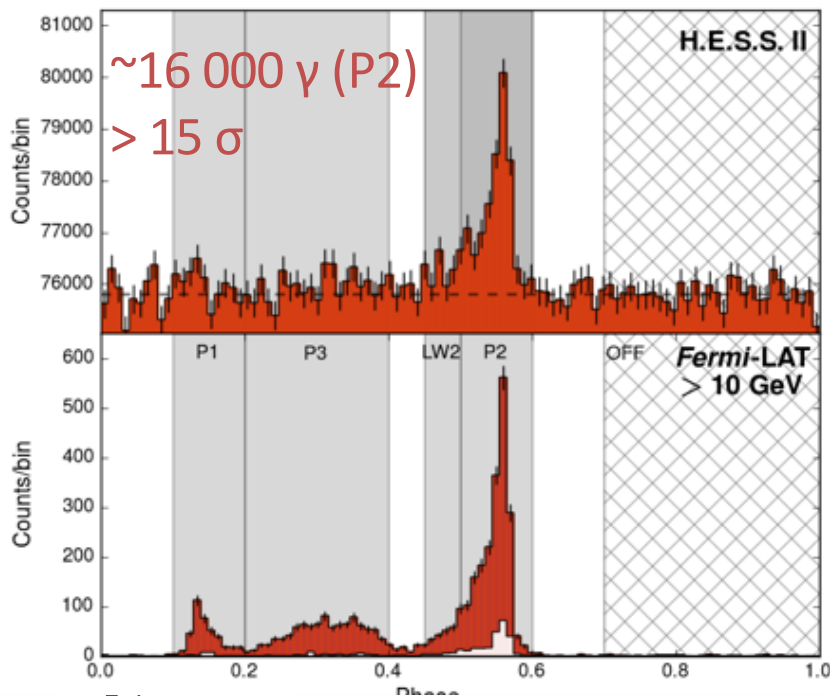 81000
80000
79000
78000
77000
76000
Counts/bin
~16 000 γ (P2)
> 15 σ
H.E.S.S. II
600
500
400
300
200
100
0
Counts/bin
P1
P3
LW2
P2
OFF
Fermi-LAT
> 10 GeV
0.0
0.2
0.4
0.6
0.8
1.0
Phase